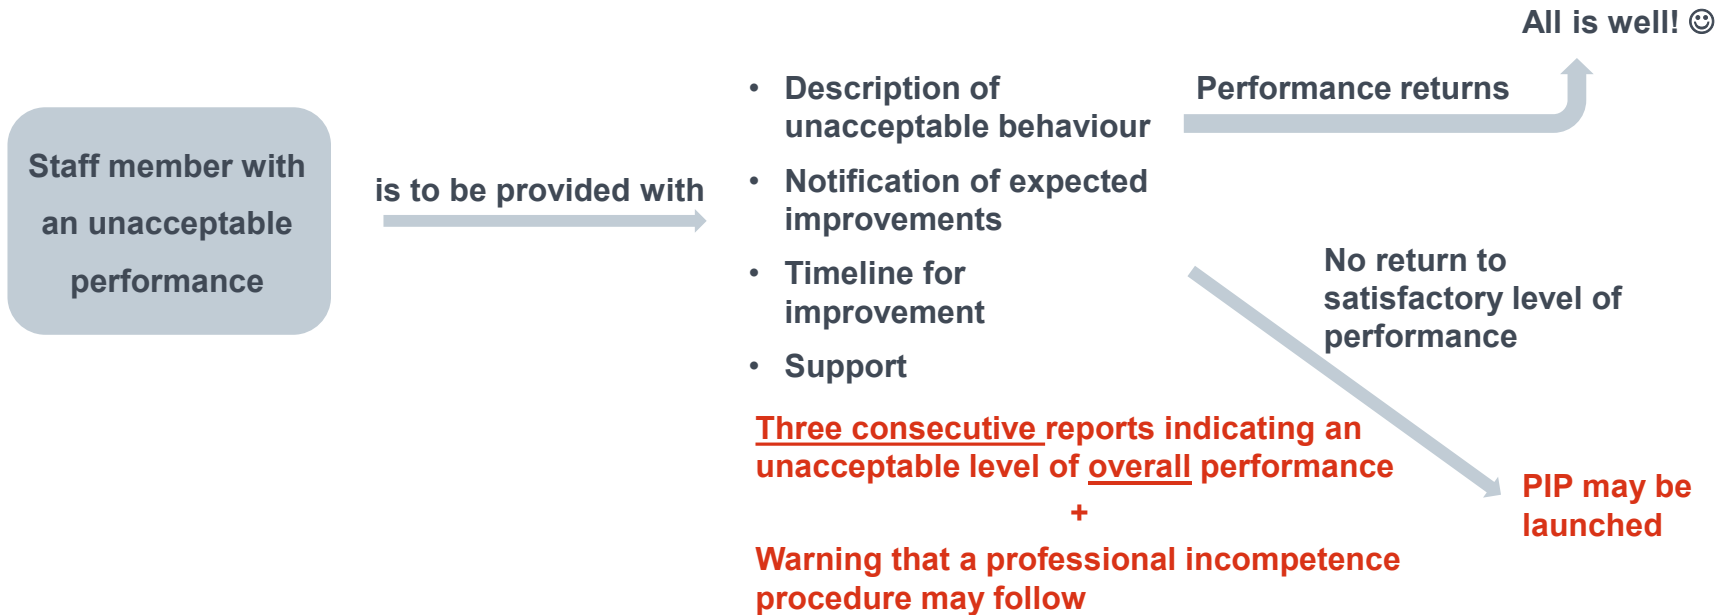 All is well! ☺
Staff member with
an unacceptable
performance
is to be provided with
• Description of
unacceptable behaviour
• Notification of expected
improvements
• Timeline for
improvement
• Support
Three consecutive reports indicating an
unacceptable level of overall performance
+
Warning that a professional incompetence
procedure may follow
Performance returns
No return to
satisfactory level of
performance
PIP may be
launched